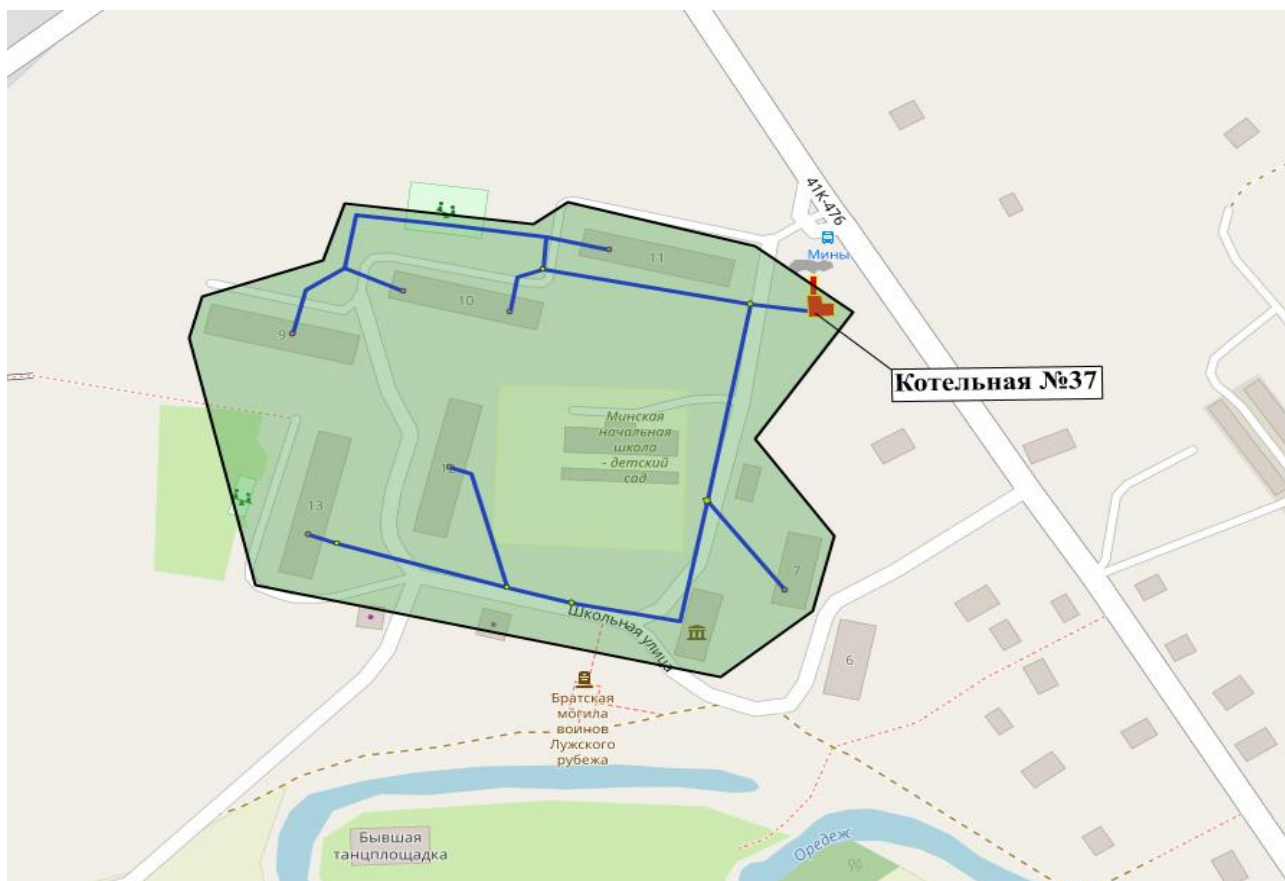 41К-476
Мины
11
10
9
Котельная №37
Минская
начальная
школа
- детский
сад
12
13
7
Школьная улица
6
Братская
могила
воинов
Лужского
рубежа
Бывшая
танцплощадка
Оредеж